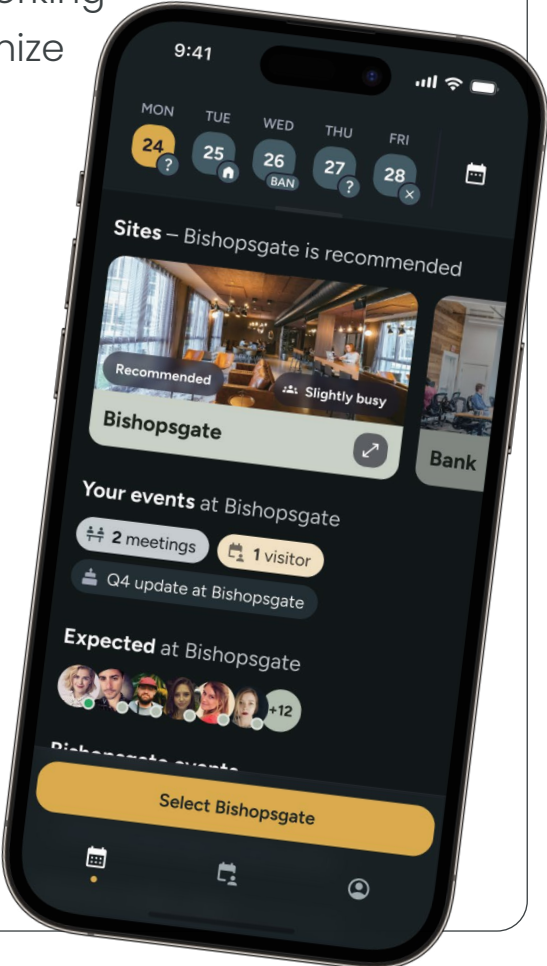 9:41
MON TUE WED THU FRI
24 ? 25 26 BAN 27 ? 28
Sites – Bishopsgate is recommended
Recommended
Slightly busy
Bishopsgate
Bank
Your events at Bishopsgate
2 meetings
1 visitor
Q4 update at Bishopsgate
Expected at Bishopsgate
+12
Select Bishopsgate